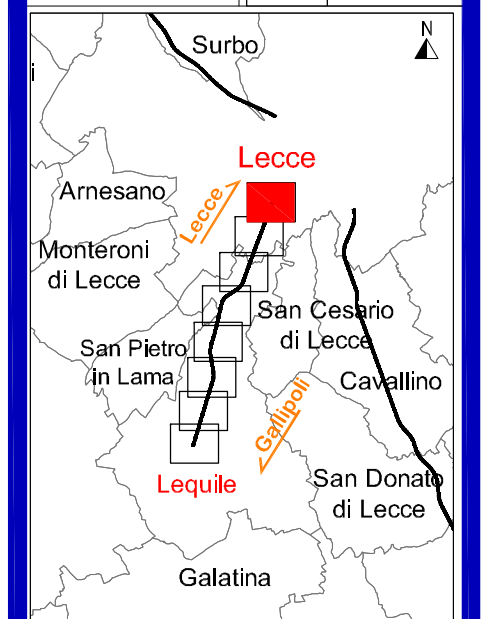 N
Surbo
i
Lecce
Arnesano
Lecce
Monteroni
di Lecce
San Cesario
di Lecce
San Pietro
in Lama
Cavallino
Gallipoli
Lequile
San Donato
di Lecce
Galatina